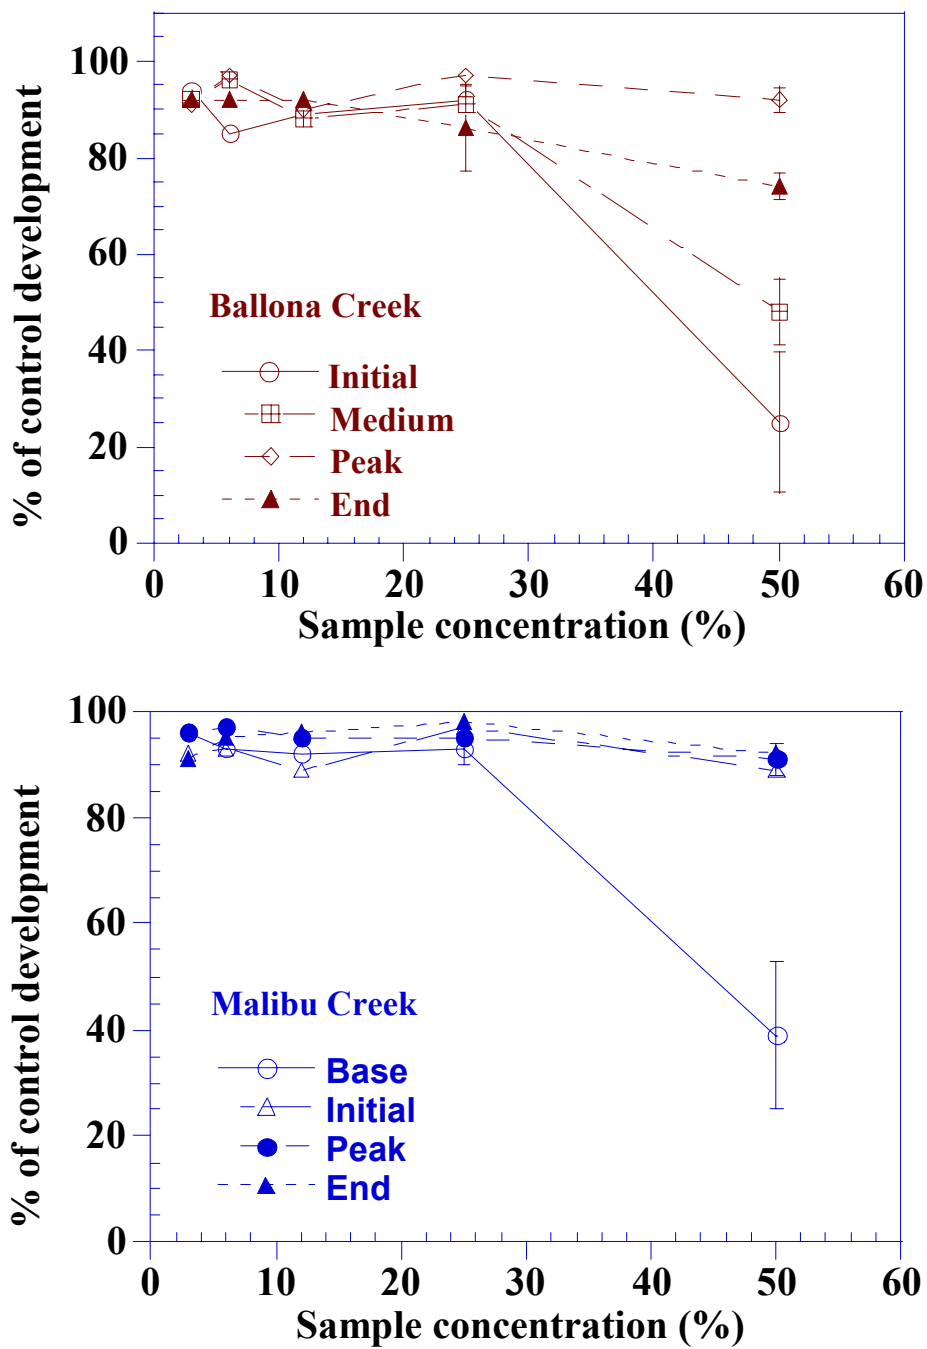 100
80
60
40
20
0
% of control development
Ballona Creek
Initial
Medium
Peak
End
0 10 20 30 40 50 60
Sample concentration (%)
100
80
60
40
20
0
% of control development
Malibu Creek
Base
Initial
Peak
End
0 10 20 30 40 50 60
Sample concentration (%)